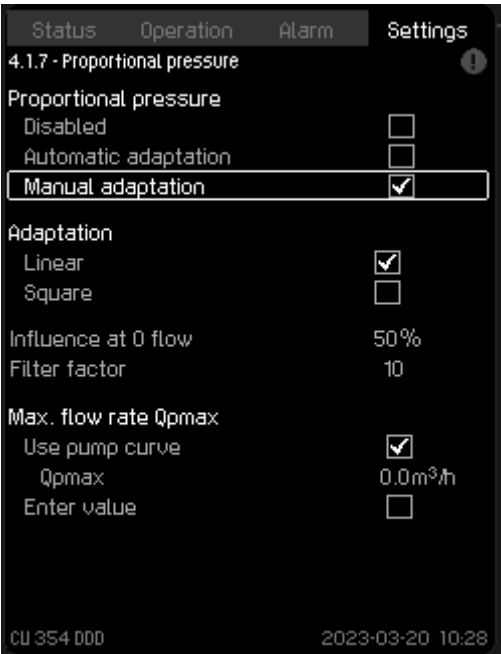 Status Operation Alarm Settings
4.1.7 - Proportional pressure
Proportional pressure
Disabled
Automatic adaptation
Manual adaptation
Adaptation
Linear
Square
Influence at 0 flow 50%
Filter factor 10
Max. flow rate Qpmax
Use pump curve
Qpmax 0.0m³/h
Enter value
CU 354 DDD 2023-03-20 10:28